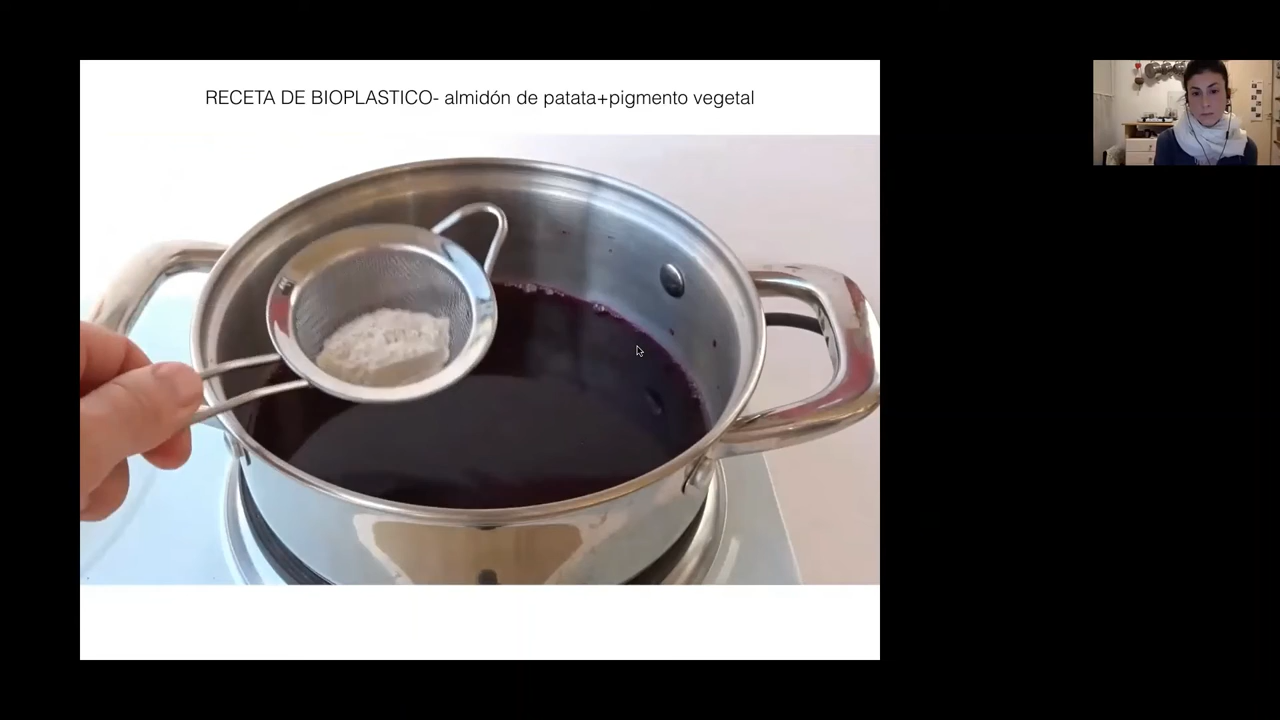 RECETA DE BIOPLASTICO- almidón de patata+pigmento vegetal